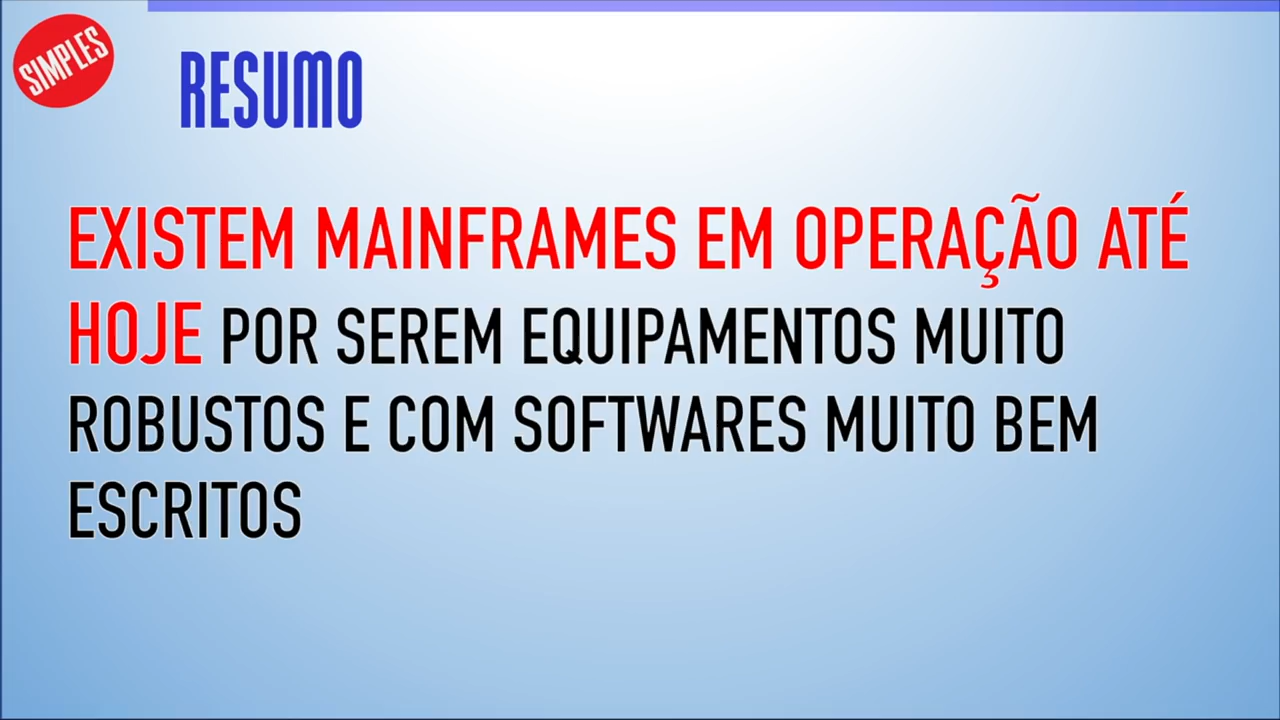 SIMPLES
RESUMO
EXISTEM MAINFRAMES EM OPERAÇÃO ATÉ
HOJE POR SEREM EQUIPAMENTOS MUITO
ROBUSTOS E COM SOFTWARES MUITO BEM
ESCRITOS